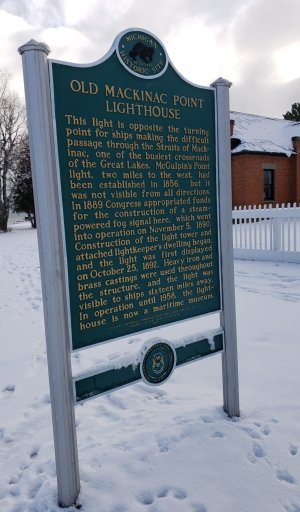 MICHIGAN
HISTORIC SITE
OLD MACKINAC POINT
LIGHTHOUSE
This light is opposite the turning
point for ships making the difficult
passage through the Straits of Mack-
inac, one of the busiest crossroads
of the Great Lakes. McGulpin's Point
light, two miles to the west, had
been established in 1856, but it
was not visible from all directions.
In 1889 Congress appropriated funds
for the construction of a steam-
powered fog signal here, which went
into operation on November 5, 1890.
Construction of the light tower and
attached lightkeeper's dwelling began,
and the light was first displayed
on October 25, 1892. Heavy iron and
brass castings were used throughout
the structure, and the light was
visible to ships sixteen miles away.
In operation until 1958, the light-
house is now a maritime museum.